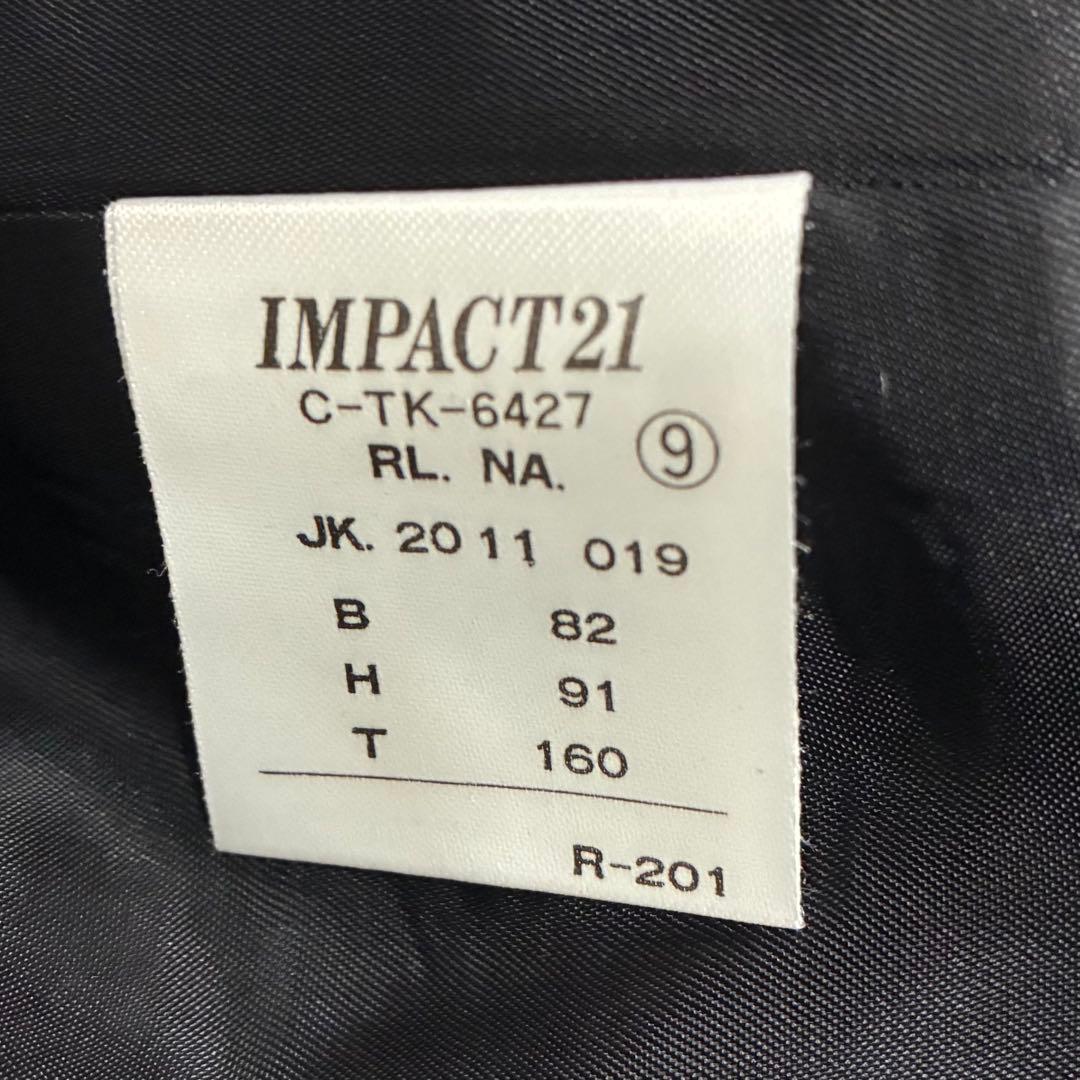 IMPACT21
C-TK-6427
RL. NA. ⑨
JK. 2011 019
B 82
H 91
T 160
R-201